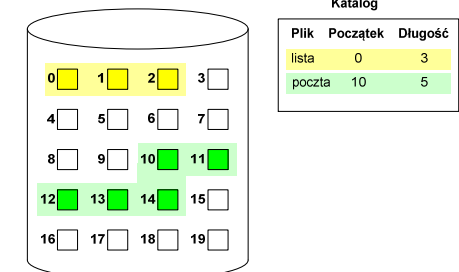 Katalog
Plik Początek Długość
lista 0 3
poczta 10 5
0 1 2 3
4 5 6 7
8 9 10 11
12 13 14 15
16 17 18 19